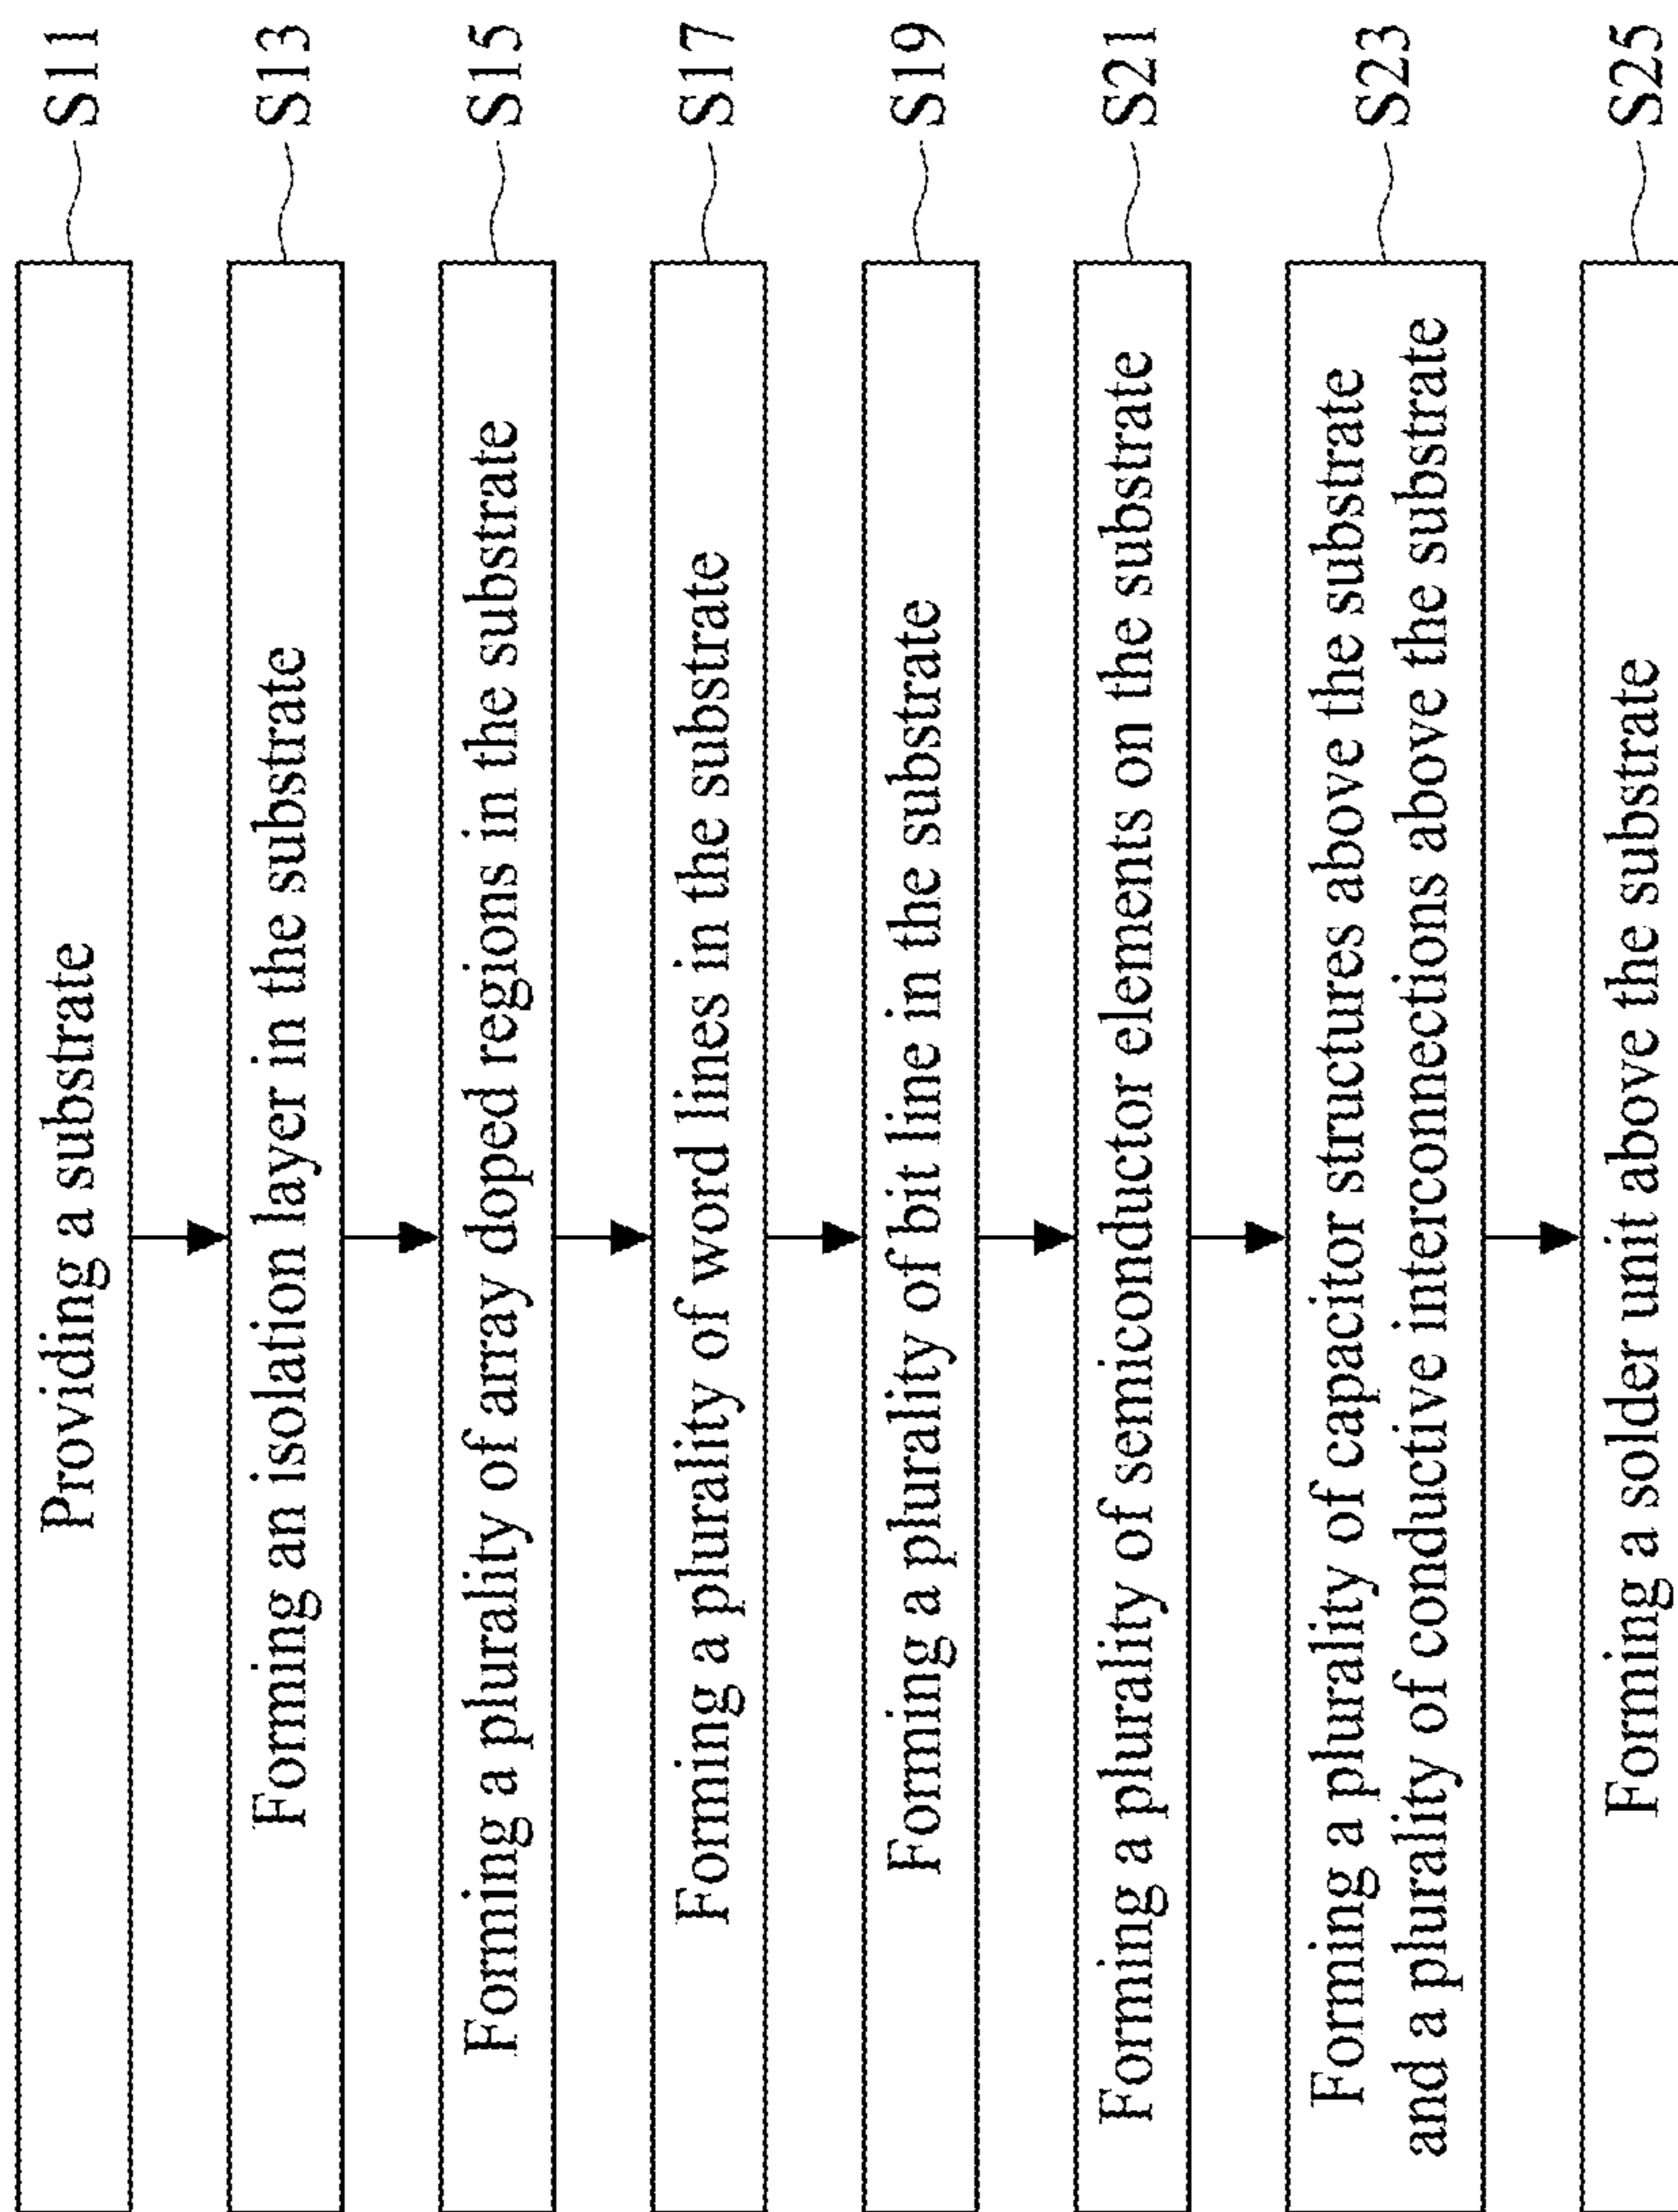 Providing a substrate
S11
Forming an isolation layer in the substrate
S13
Forming a plurality of array doped regions in the substrate
S15
Forming a plurality of word lines in the substrate
S17
Forming a plurality of bit line in the substrate
S19
Forming a plurality of semiconductor elements on the substrate
S21
Forming a plurality of capacitor structures above the substrate
and a plurality of conductive interconnections above the substrate
S23
Forming a solder unit above the substrate
S25